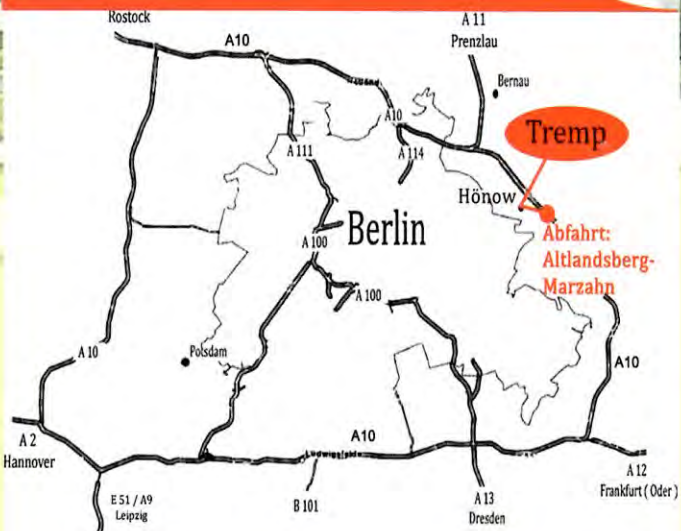 Rostock
A10
A 11
Prenzlau
Bernau
A10
Tremp
A 111
A 114
Hönow
Berlin
A 100
Abfahrt:
Altlandsberg-
Marzahn
A 100
A 10
Potsdam
A10
A 2
Hannover
A10
Ludwigsfelde
A 12
Frankfurt ( Oder )
E 51 / A9
Leipzig
B 101
A 13
Dresden